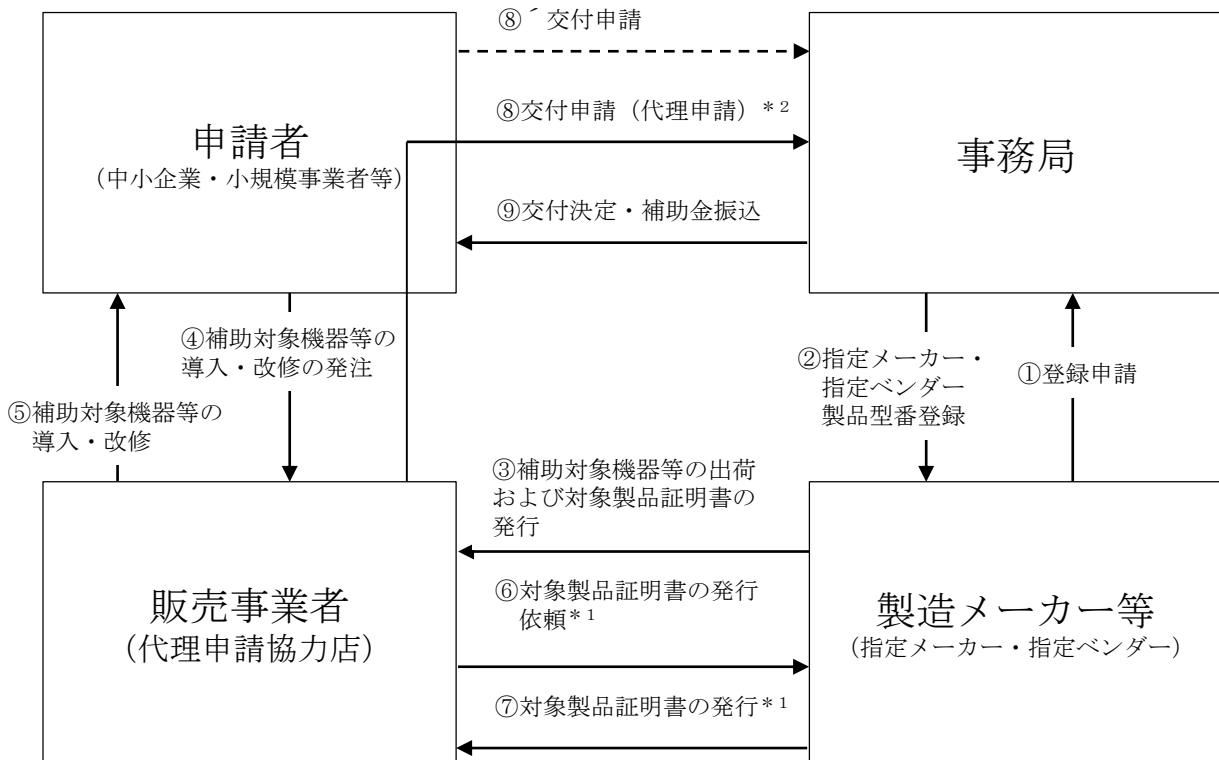 ⑧´交付申請
⑧交付申請（代理申請）＊2
申請者
（中小企業・小規模事業者等）
事務局
⑨交付決定・補助金振込
④補助対象機器等の
導入・改修の発注
②指定メーカー・
指定ベンダー
製品型番登録
①登録申請
⑤補助対象機器等の
導入・改修
③補助対象機器等の出荷
および対象製品証明書の
発行
販売事業者
（代理申請協力店）
⑥対象製品証明書の発行
依頼＊1
製造メーカー等
（指定メーカー・指定ベンダー）
⑦対象製品証明書の発行＊1